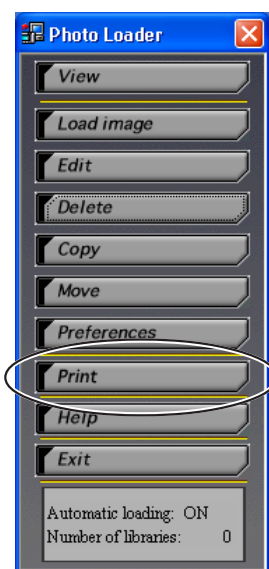 Photo Loader
View
Load image
Edit
Delete
Copy
Move
Preferences
Print
Help
Exit
Automatic loading: ON
Number of libraries: 0